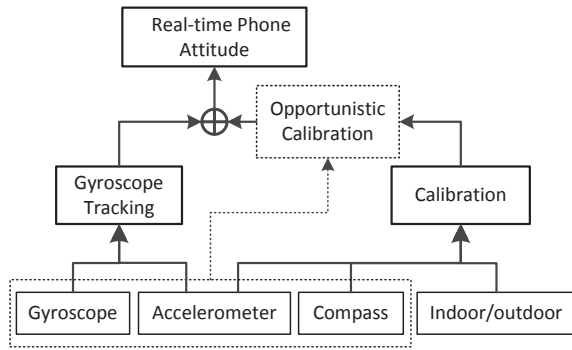 Real-time Phone
Attitude
Opportunistic
Calibration
Gyroscope
Tracking
Calibration
Gyroscope
Accelerometer
Compass
Indoor/outdoor